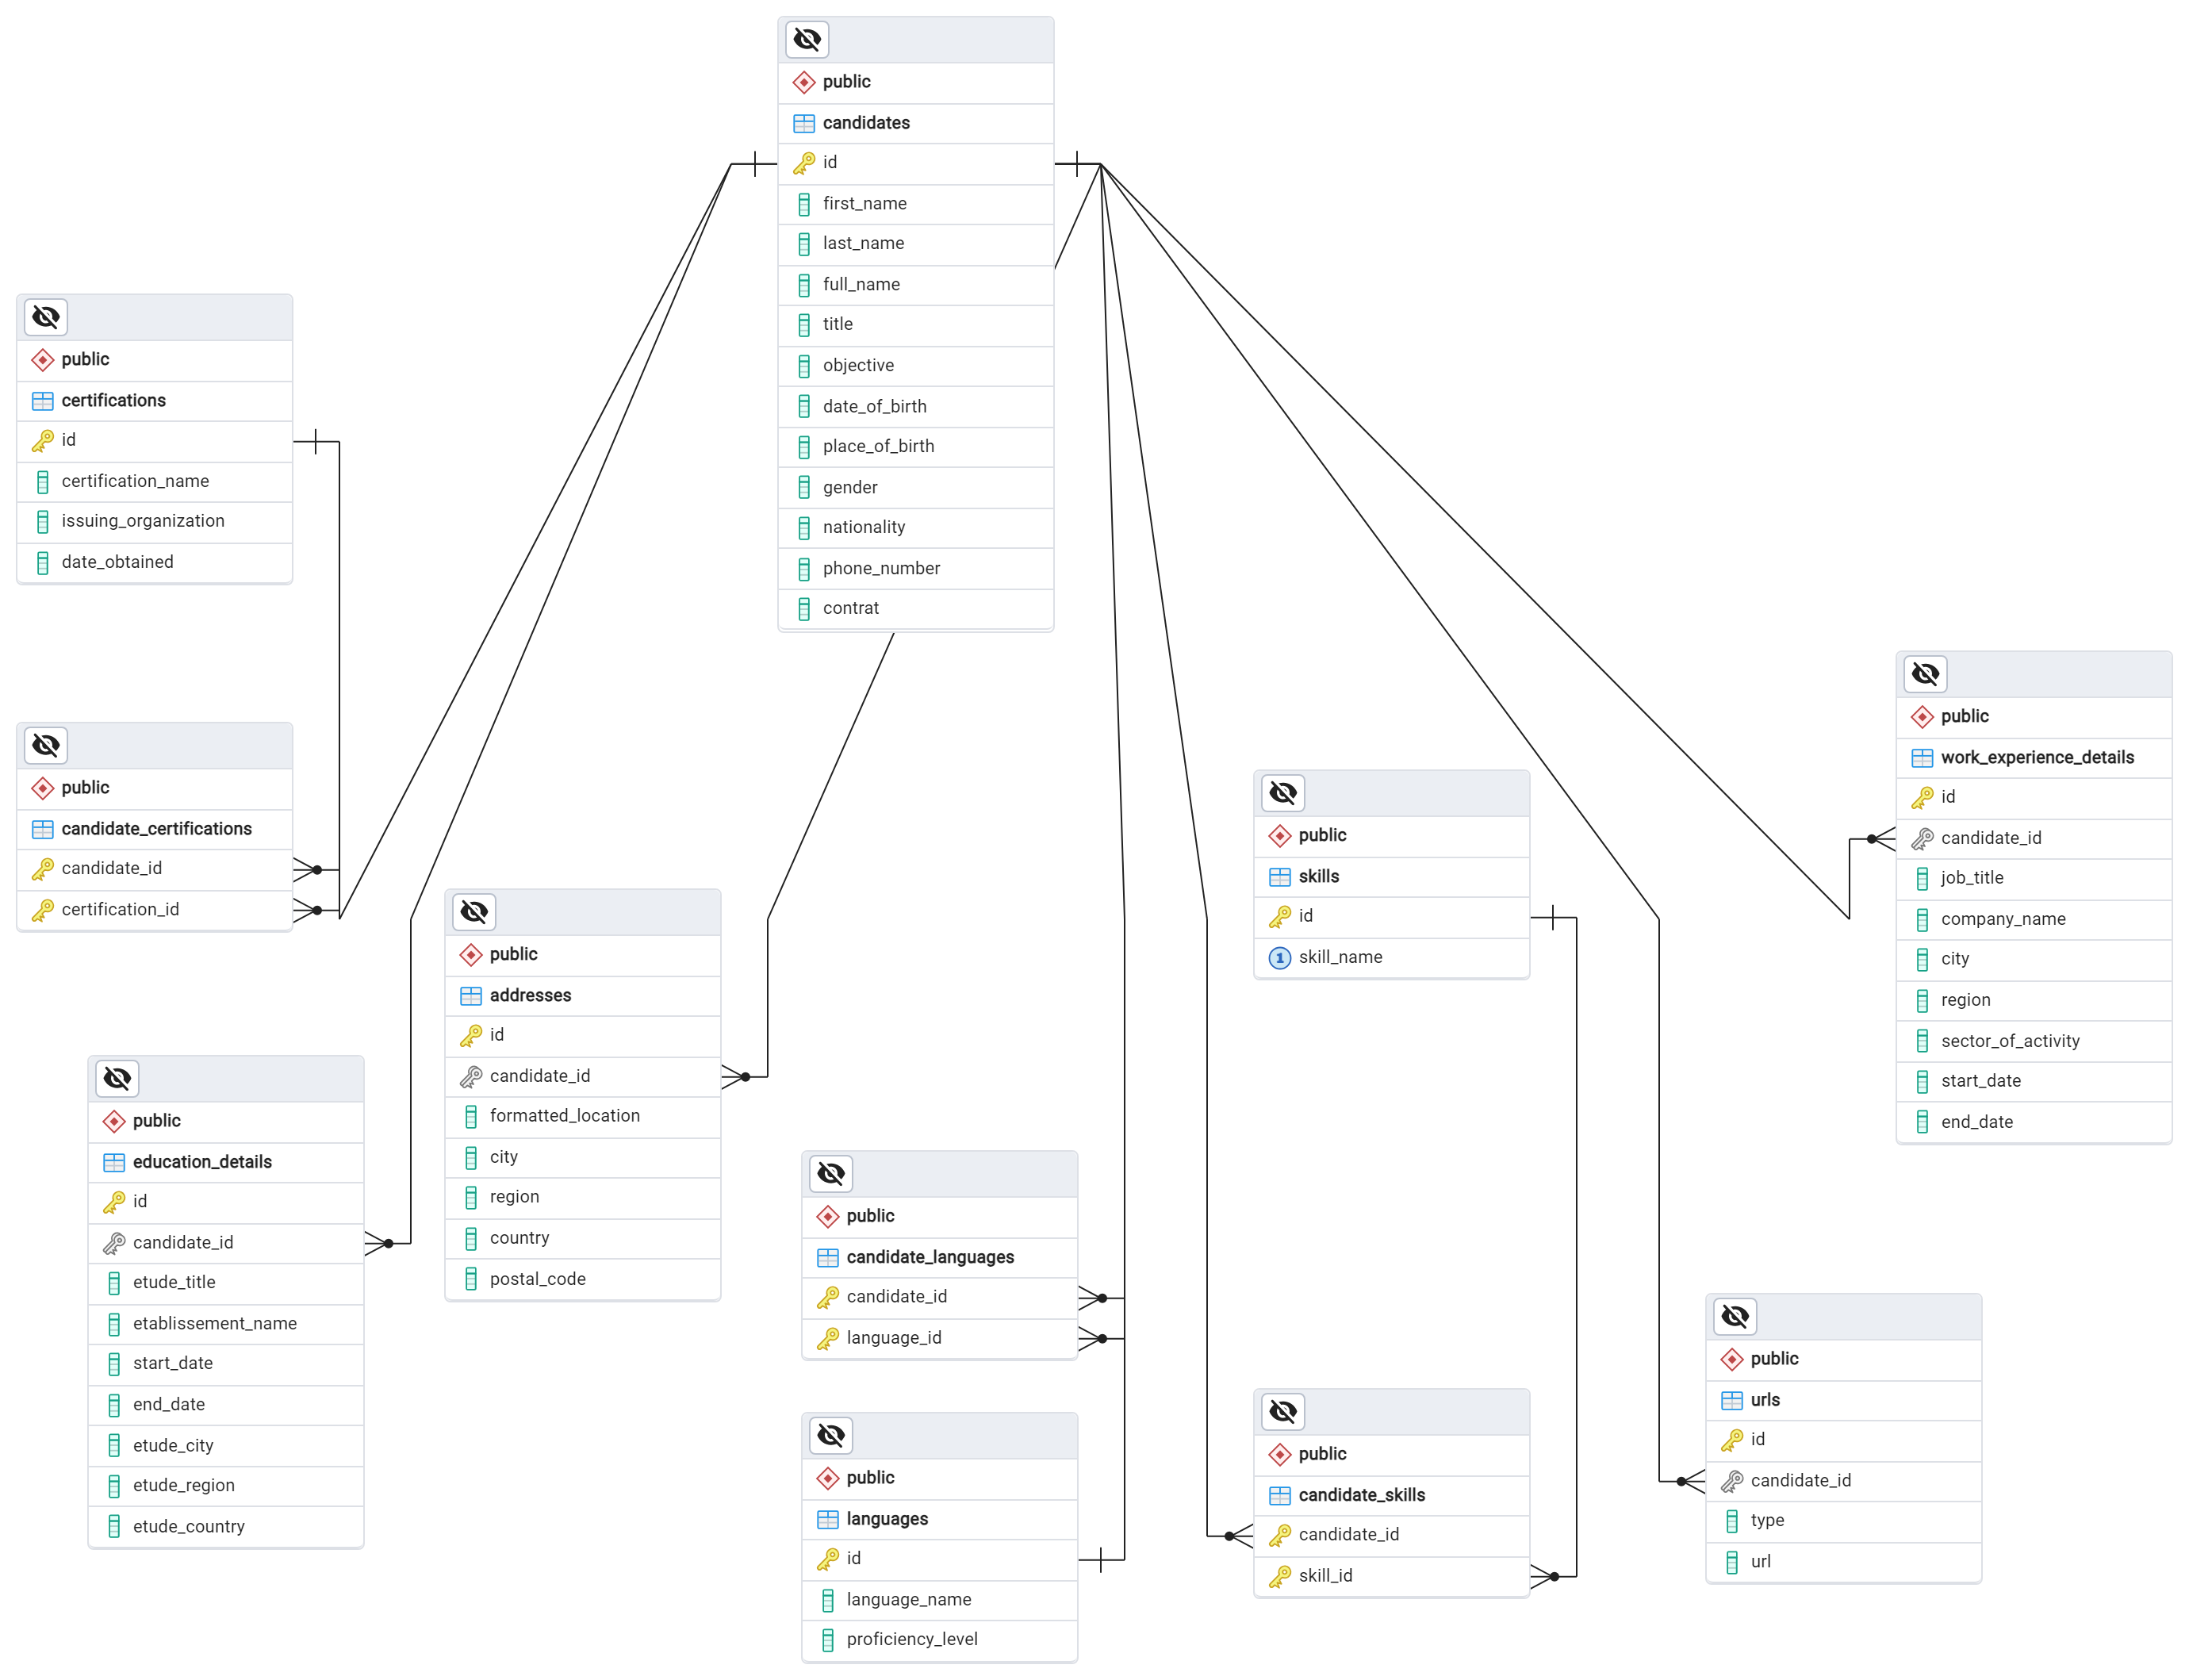 public
candidates
id
first_name
last_name
full_name
title
objective
date_of_birth
place_of_birth
gender
nationality
phone_number
contrat
public
certifications
id
certification_name
issuing_organization
date_obtained
public
candidate_certifications
candidate_id
certification_id
public
education_details
id
candidate_id
etude_title
etablissement_name
start_date
end_date
etude_city
etude_region
etude_country
public
addresses
id
candidate_id
formatted_location
city
region
country
postal_code
public
candidate_languages
candidate_id
language_id
public
languages
id
language_name
proficiency_level
public
skills
id
1 skill_name
public
candidate_skills
candidate_id
skill_id
public
work_experience_details
id
candidate_id
job_title
company_name
city
region
sector_of_activity
start_date
end_date
public
urls
id
candidate_id
type
url